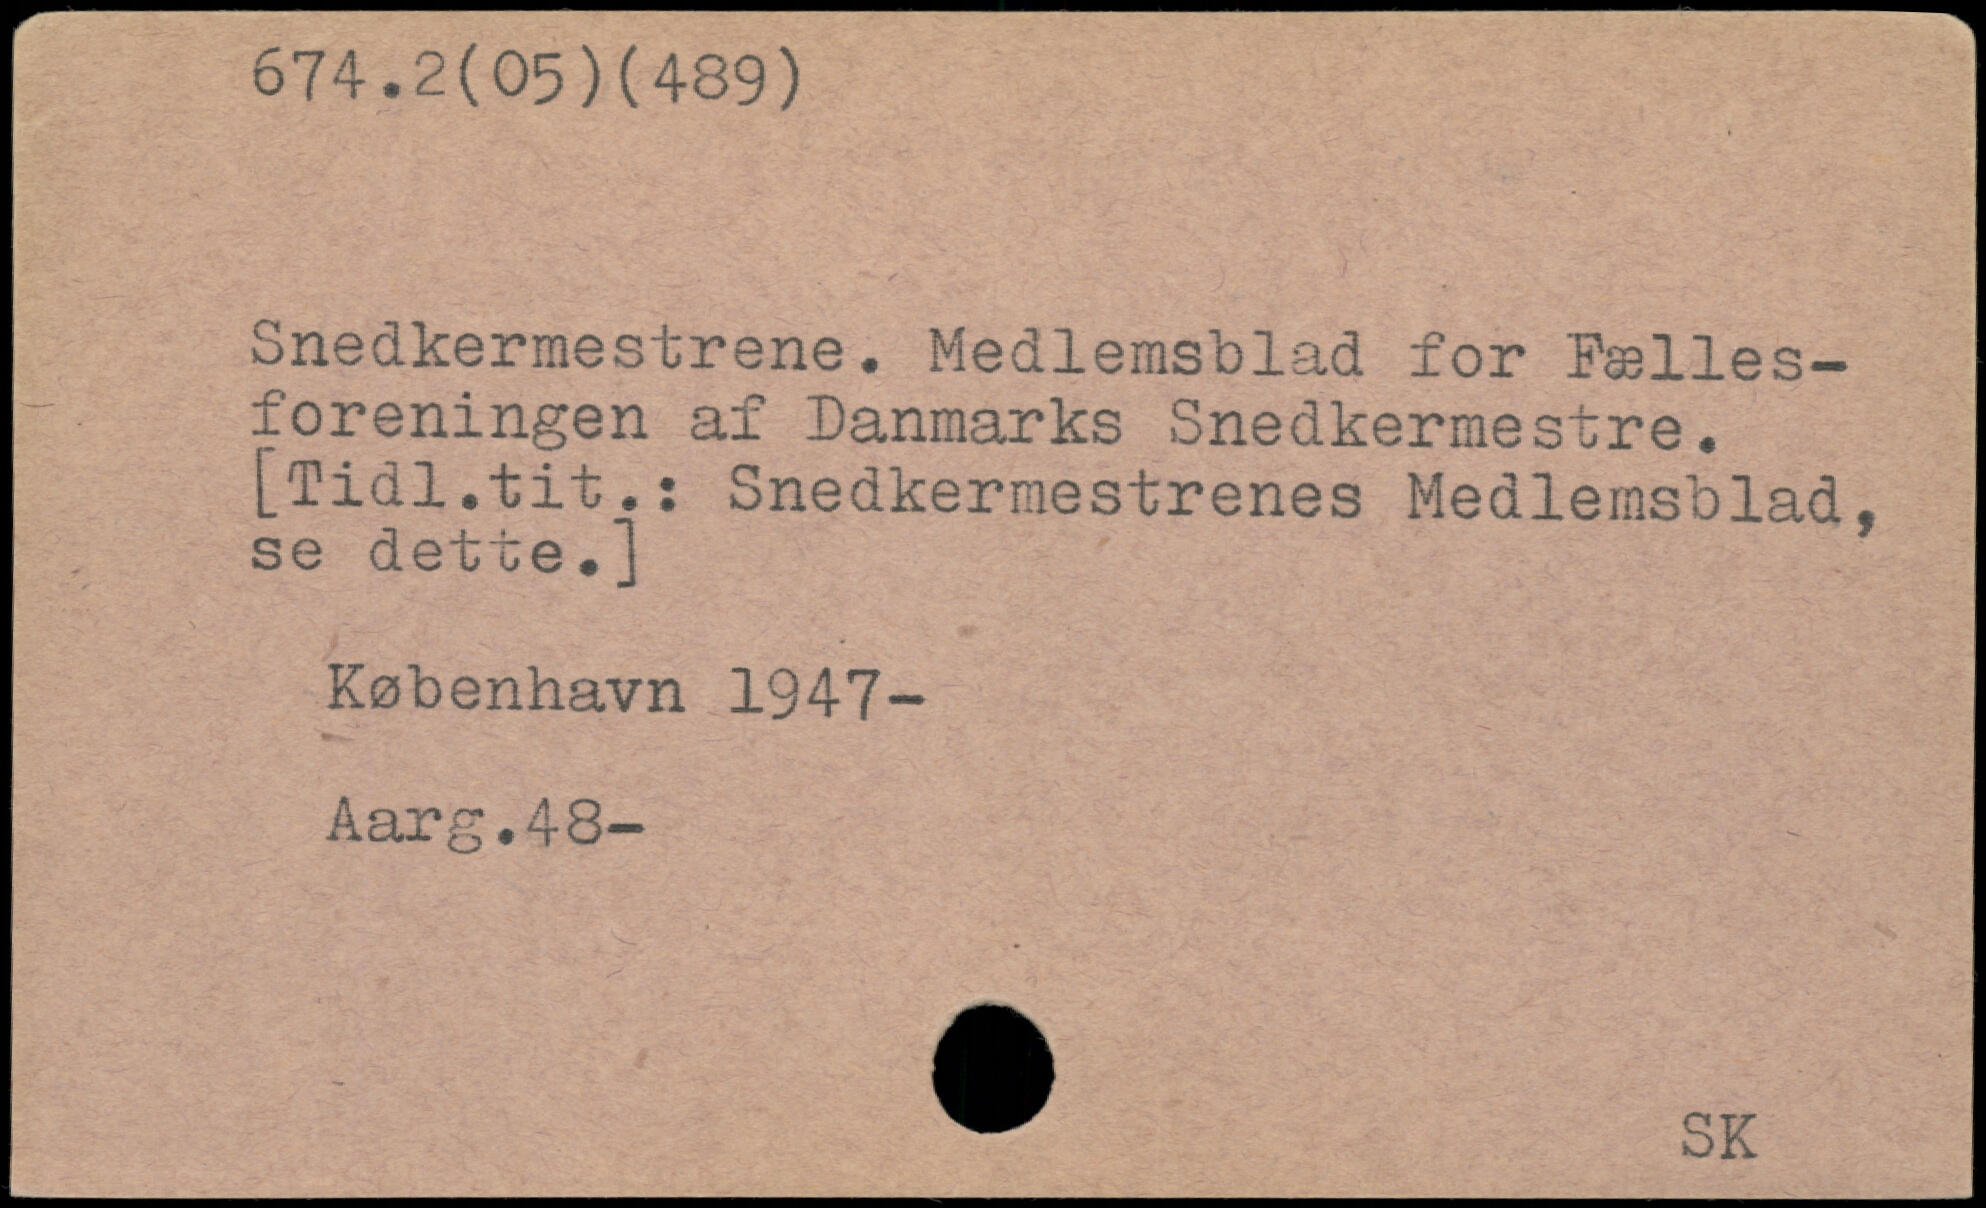 674.2(05)(489)
Snedkermestrene. Medlemsblad for Fælles-
foreningen af Danmarks Snedkermestre.
[Tidl.tit.: Snedkermestrenes Medlemsblad,
se dette.]
København 1947-
Aarg.48-
SK